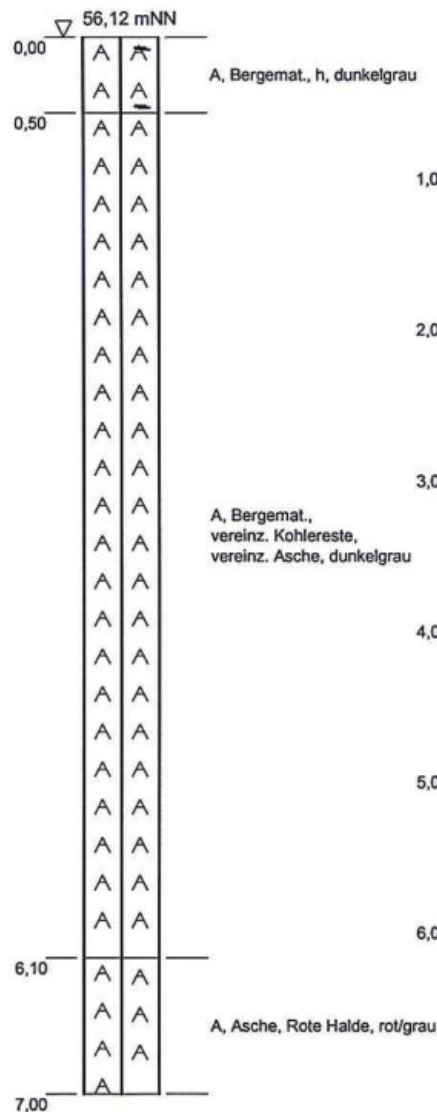 56,12 mNN
0,00
A A
A, Bergemat., h, dunkelgrau
A A
0,50
A A
A A
1,0
A A
A A
A A
A A
2,0
A A
A A
A A
A A
3,0
A A
A, Bergemat.,
A A
vereinz. Kohlereste,
vereinz. Asche, dunkelgrau
A A
A A
4,0
A A
A A
A A
A A
5,0
A A
A A
A A
A A
6,0
6,10
A A
A A
A, Asche, Rote Halde, rot/grau
A A
A
7,00